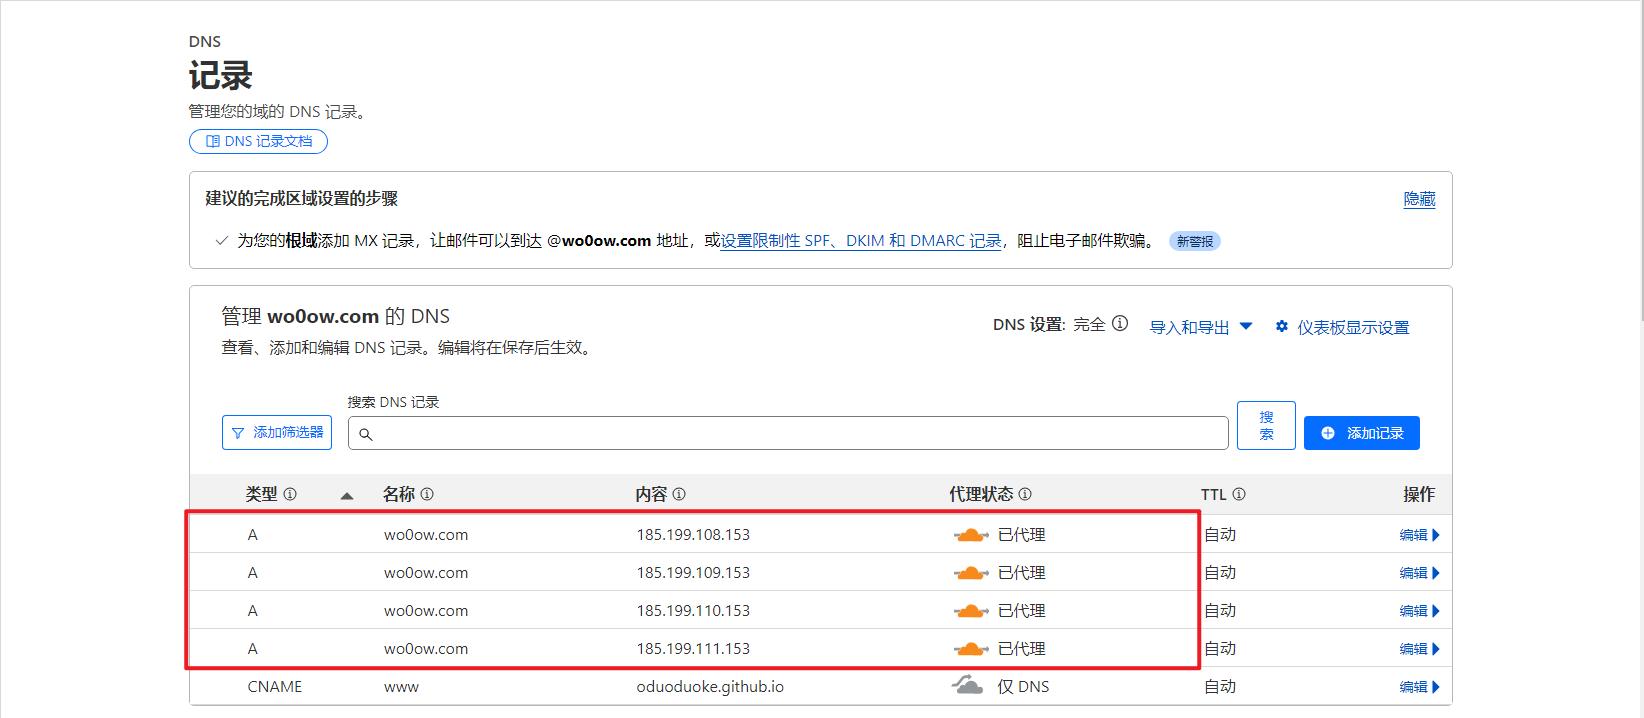 DNS
记录
管理您的域的 DNS 记录。
DNS 记录文档
建议的完成区域设置的步骤
隐藏
为您的根域添加 MX 记录，让邮件可以到达 @wo0ow.com 地址，或设置限制性 SPF、DKIM 和 DMARC 记录，阻止电子邮件欺骗。 新警报
管理 wo0ow.com 的 DNS
DNS 设置: 完全 导入和导出 仪表板显示设置
查看、添加和编辑 DNS 记录。编辑将在保存后生效。
搜索 DNS 记录
添加筛选器
搜
索
添加记录
类型 名称 内容 代理状态 TTL 操作
A wo0ow.com 185.199.108.153 已代理 自动 编辑
A wo0ow.com 185.199.109.153 已代理 自动 编辑
A wo0ow.com 185.199.110.153 已代理 自动 编辑
A wo0ow.com 185.199.111.153 已代理 自动 编辑
CNAME www oduoduoke.github.io 仅 DNS 自动 编辑